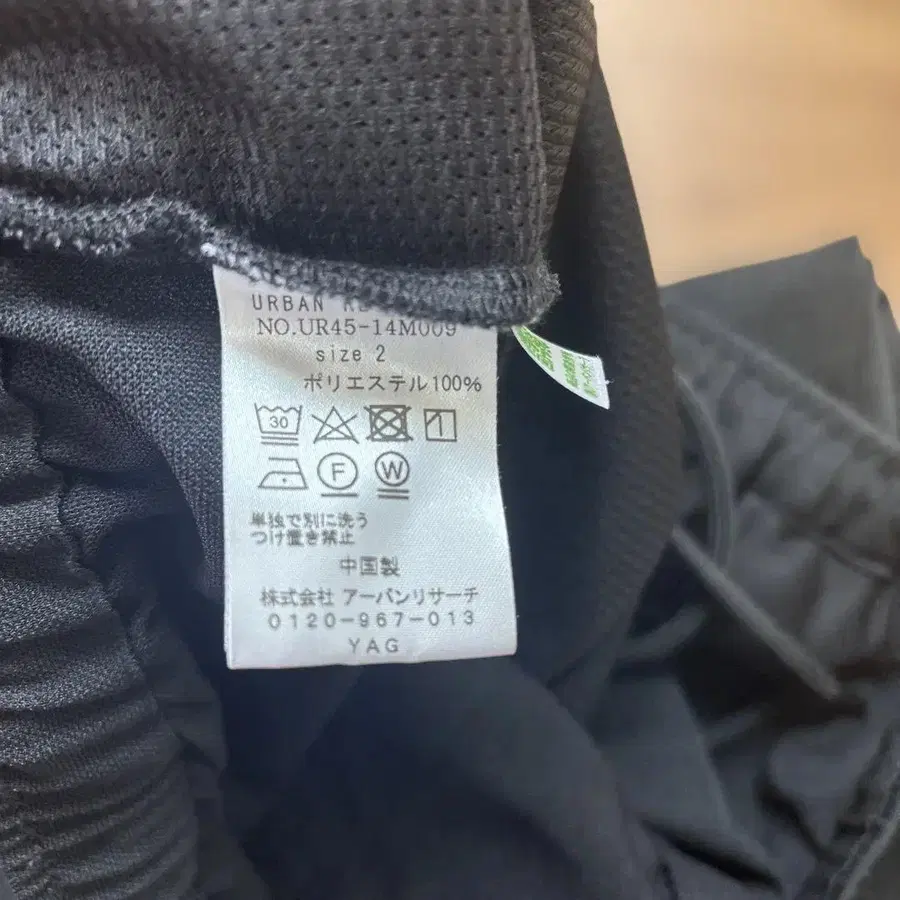 URBAN
NO.UR45-14M009
size 2
ポリエステル100%
30
F W
単独で別に洗う
つけ置き禁止
中国製
株式会社 アーバンリサーチ
0120-967-013
YAG